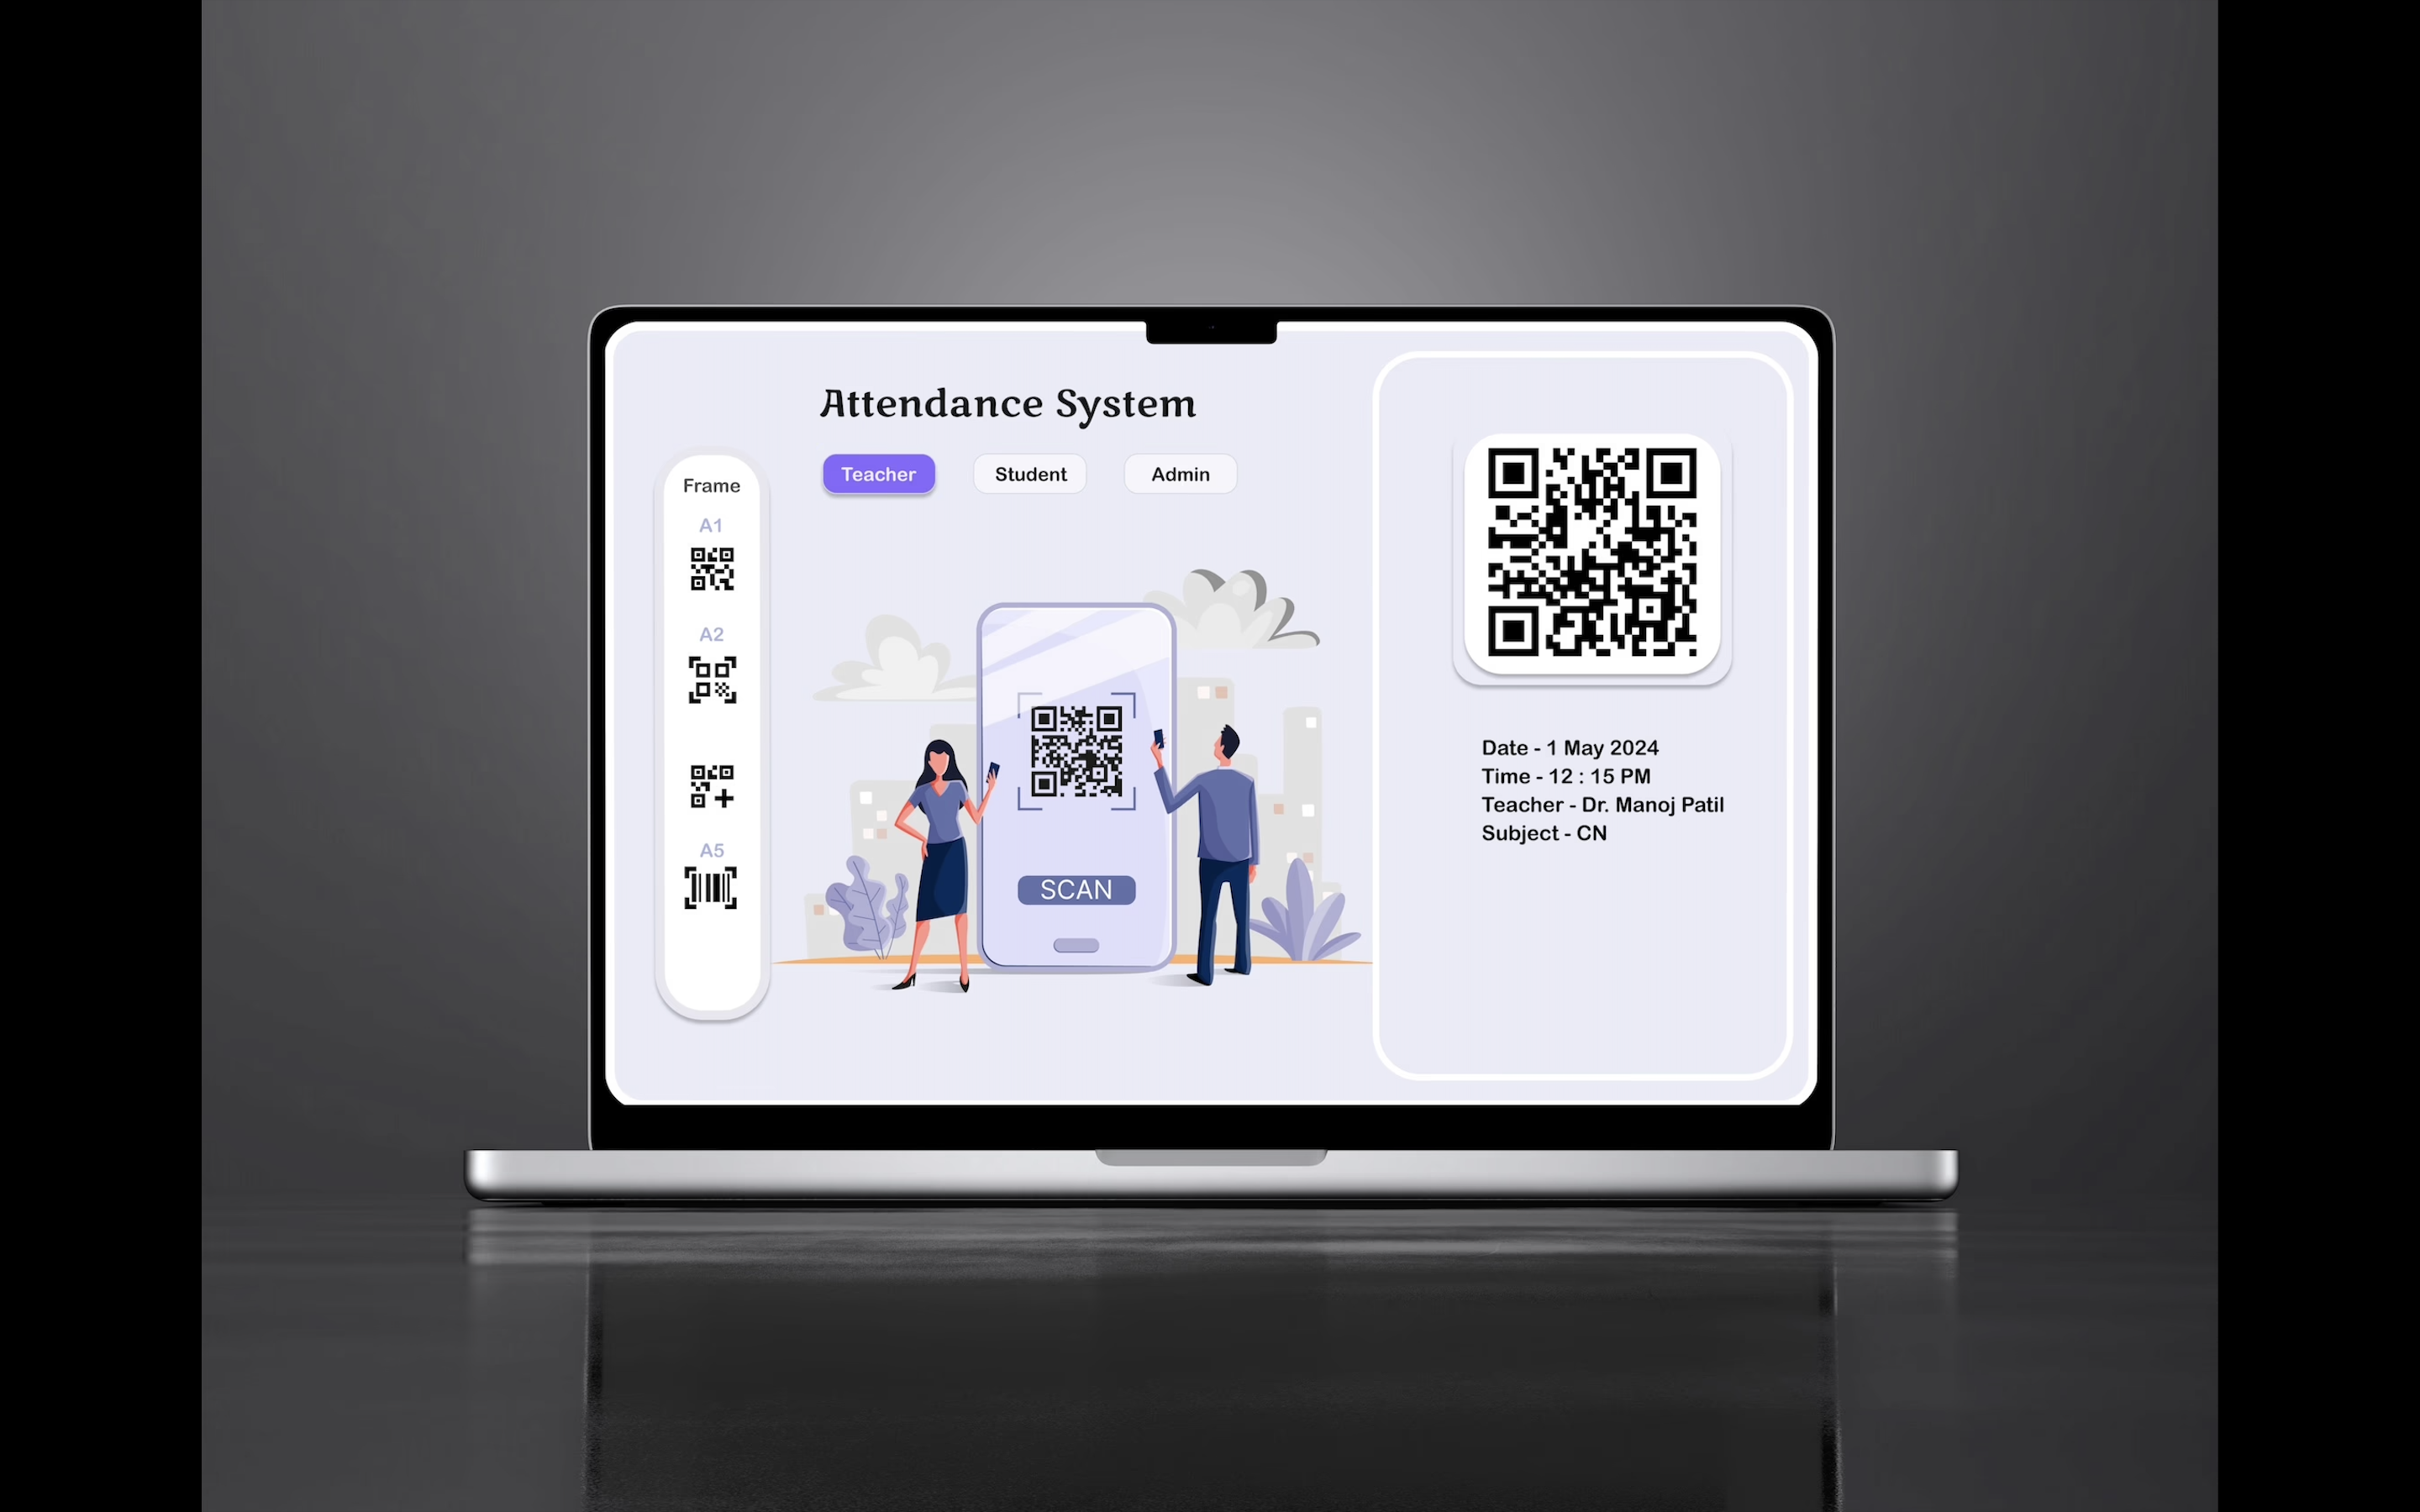 Attendance System
Teacher
Student
Admin
Frame
A1
A2
A5
SCAN
Date - 1 May 2024
Time - 12 : 15 PM
Teacher - Dr. Manoj Patil
Subject - CN